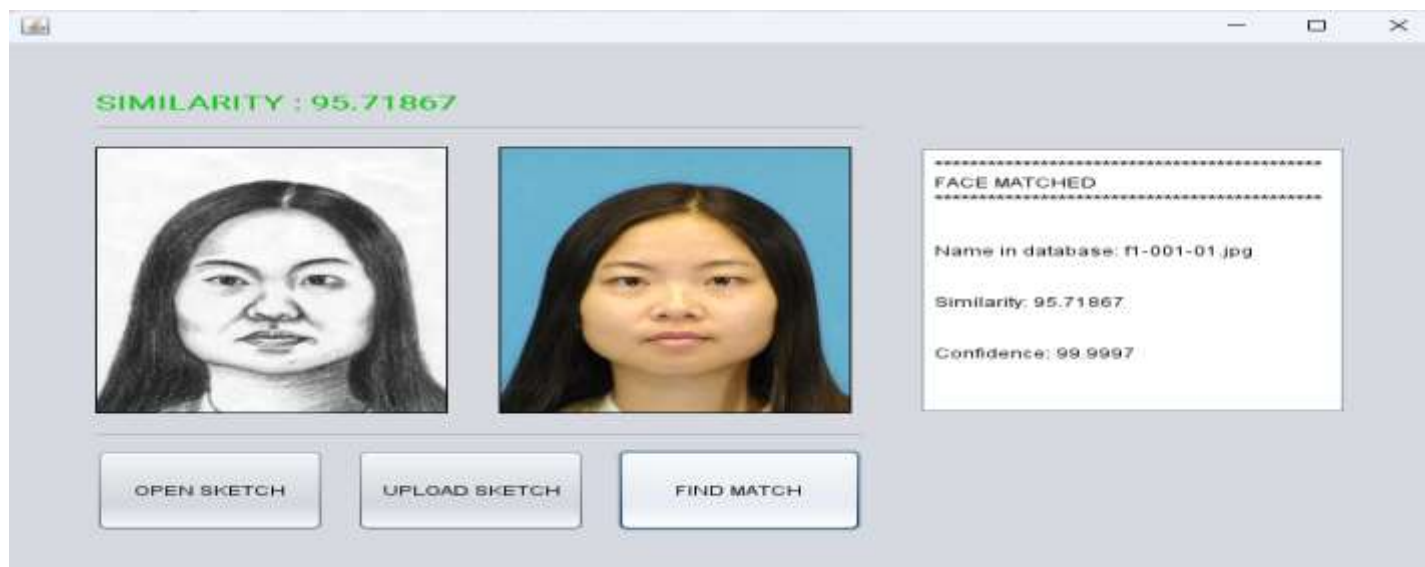 SIMILARITY : 95.71867
********************************************
FACE MATCHED
********************************************
Name in database: f1-001-01.jpg
Similarity: 95.71867
Confidence: 99.9997
OPEN SKETCH
UPLOAD SKETCH
FIND MATCH